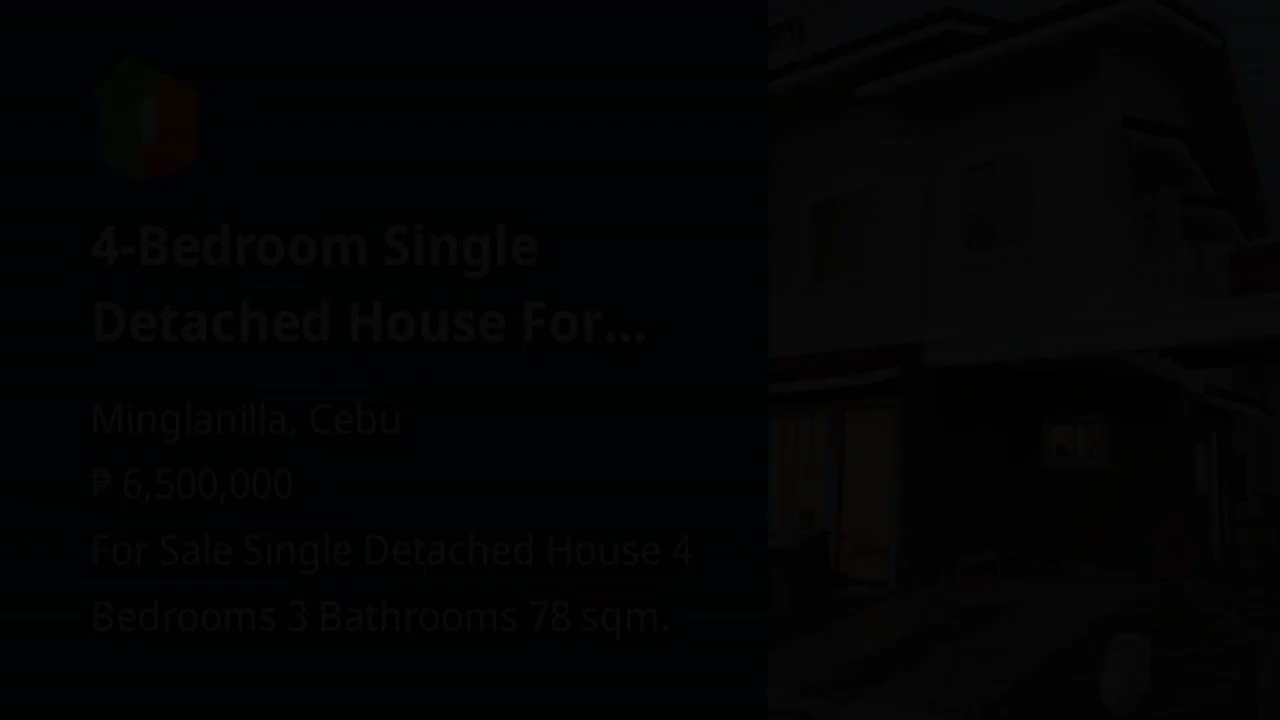 1
4-Bedroom Single
Detached House For...
Minglanilla, Cebu
₱ 6,500,000
For Sale Single Detached House 4
Bedrooms 3 Bathrooms 78 sqm.